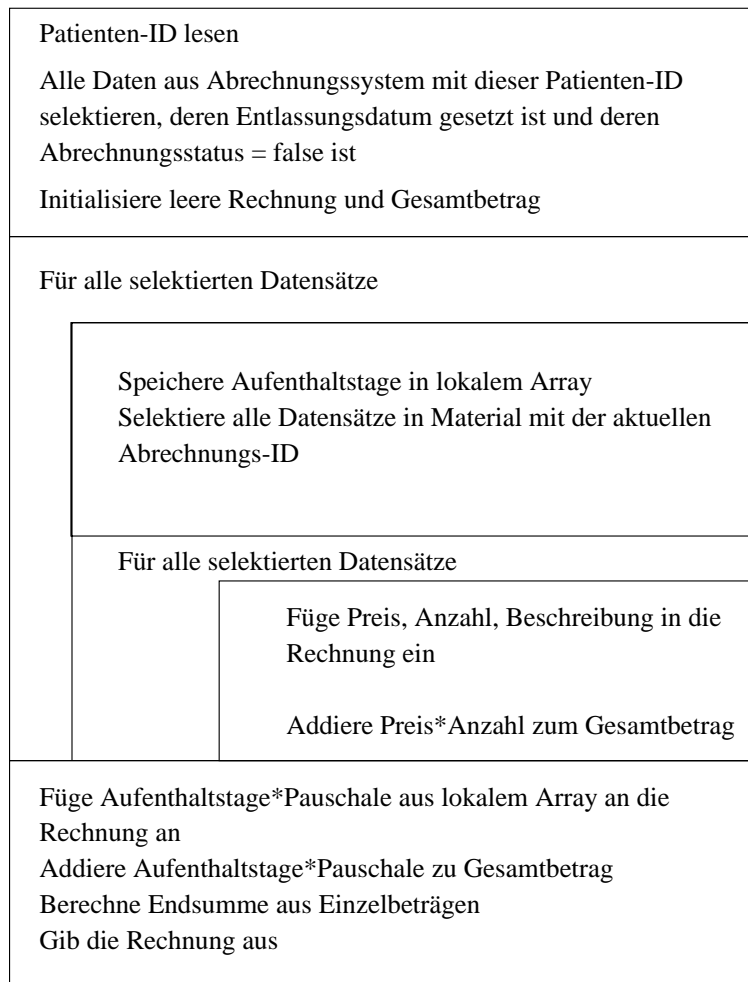 Patienten-ID lesen
Alle Daten aus Abrechnungssystem mit dieser Patienten-ID
selektieren, deren Entlassungsdatum gesetzt ist und deren
Abrechnungsstatus = false ist
Initialisiere leere Rechnung und Gesamtbetrag
Für alle selektierten Datensätze
Speichere Aufenthaltstage in lokalem Array
Selektiere alle Datensätze in Material mit der aktuellen
Abrechnungs-ID
Für alle selektierten Datensätze
Füge Preis, Anzahl, Beschreibung in die
Rechnung ein
Addiere Preis*Anzahl zum Gesamtbetrag
Füge Aufenthaltstage*Pauschale aus lokalem Array an die
Rechnung an
Addiere Aufenthaltstage*Pauschale zu Gesamtbetrag
Berechne Endsumme aus Einzelbeträgen
Gib die Rechnung aus